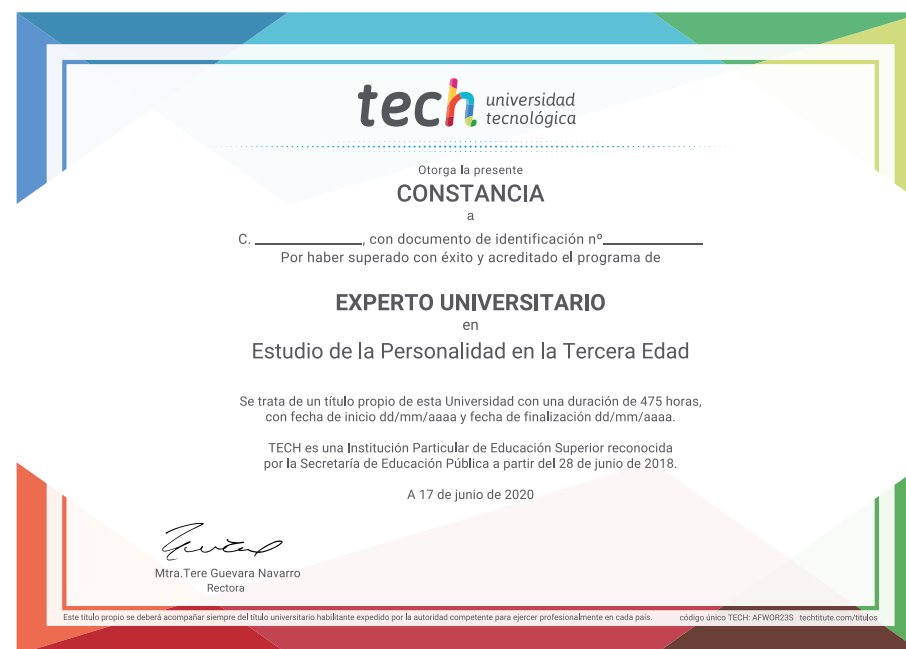 tech universidad
tecnológica
Otorga la presente
CONSTANCIA
a
C. ____________, con documento de identificación nº____________
Por haber superado con éxito y acreditado el programa de
EXPERTO UNIVERSITARIO
en
Estudio de la Personalidad en la Tercera Edad
Se trata de un título propio de esta Universidad con una duración de 475 horas,
con fecha de inicio dd/mm/aaaa y fecha de finalización dd/mm/aaaa.
TECH es una Institución Particular de Educación Superior reconocida
por la Secretaría de Educación Pública a partir del 28 de junio de 2018.
A 17 de junio de 2020
Mtra.Tere Guevara Navarro
Rectora
Este título propio se deberá acompañar siempre del título universitario habilitante expedido por la autoridad competente para ejercer profesionalmente en cada país. código único TECH: AFWOR23S techtitute.com/titulos